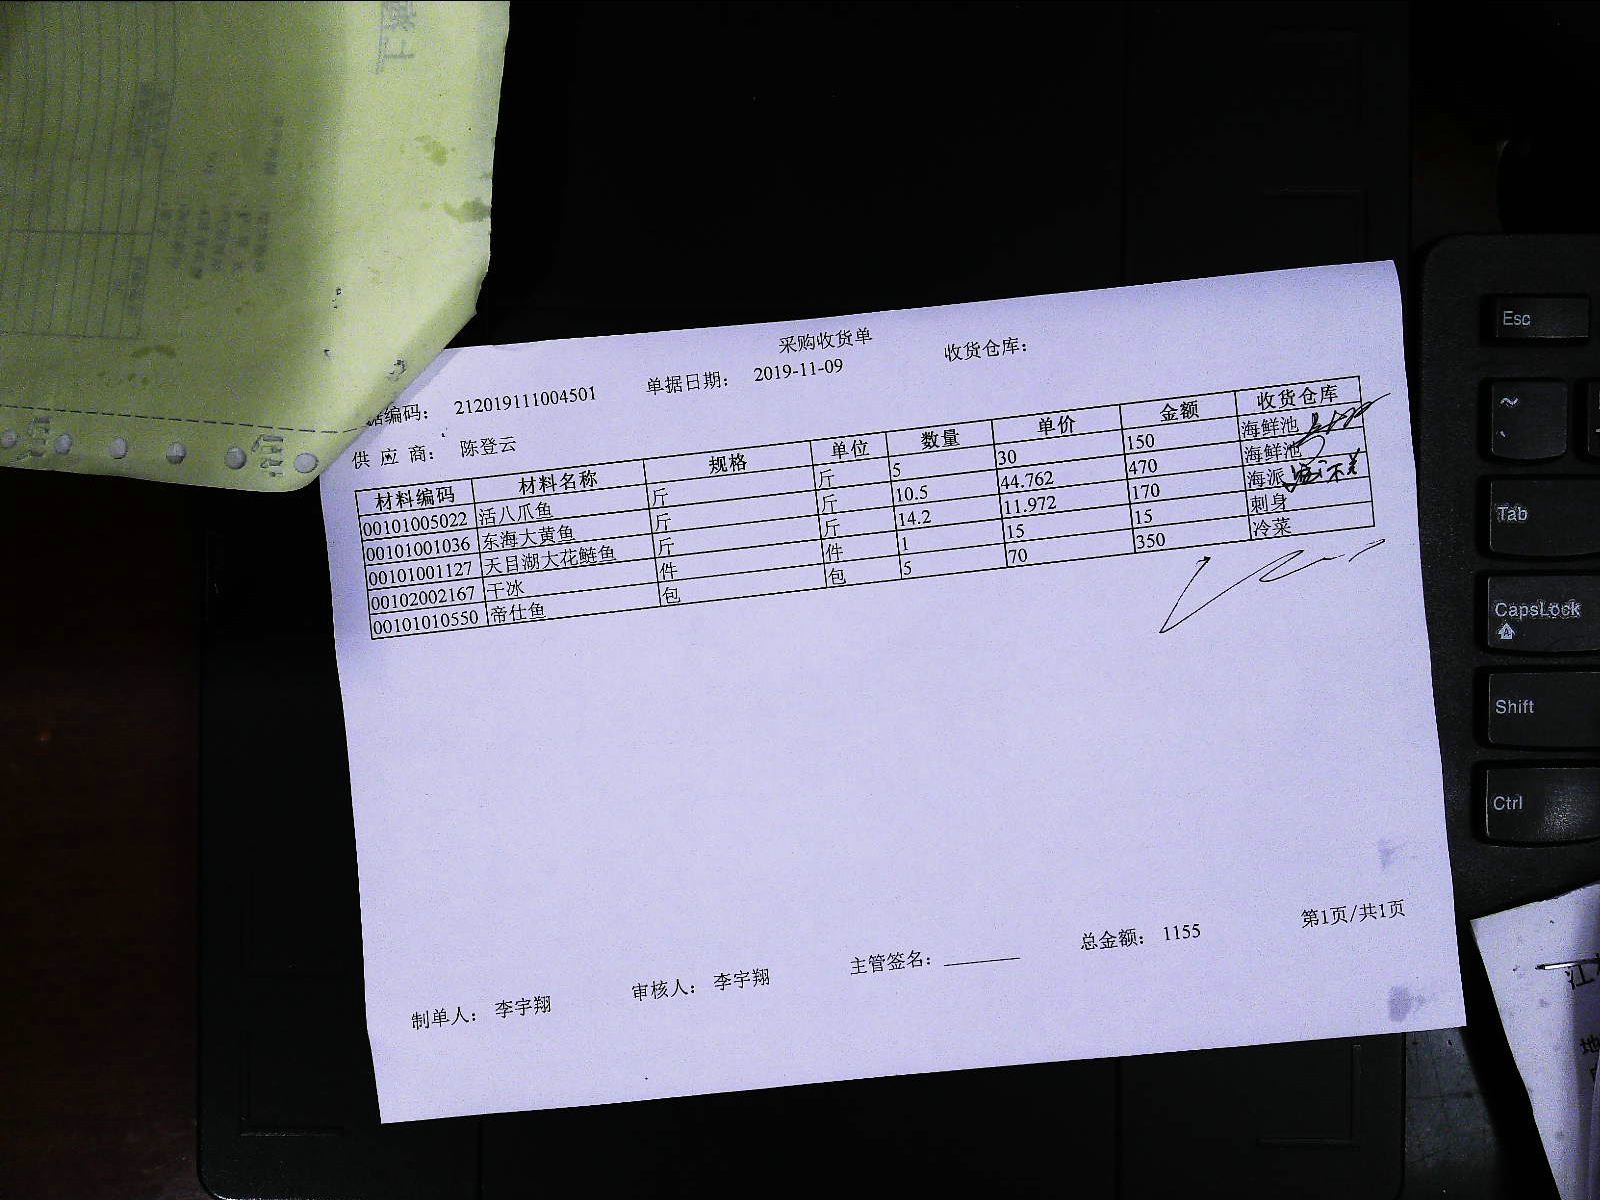 采购收货单
据编码： 212019111004501 单据日期： 2019-11-09 收货仓库：
供 应 商： 陈登云
材料编码 材料名称 规格 单位 数量 单价 金额 收货仓库
00101005022 活八爪鱼 斤 斤 5 30 150 海鲜池
00101001036 东海大黄鱼 斤 斤 10.5 44.762 470 海鲜池
00101001127 天目湖大花鲢鱼 斤 斤 14.2 11.972 170 海派
00102002167 干冰 件 件 1 15 15 刺身
00101010550 帝仕鱼 包 包 5 70 350 冷菜
制单人： 李宇翔 审核人： 李宇翔 主管签名： 总金额： 1155 第1页/共1页
Esc
~
Tab
CapsLock
A
Shift
Ctrl